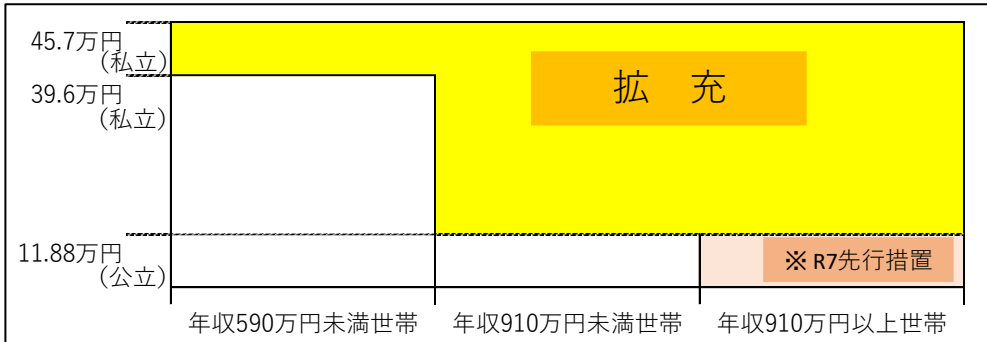 45.7万円
(私立)
39.6万円
(私立)
拡　充
11.88万円
(公立)
※ R7先行措置
年収590万円未満世帯
年収910万円未満世帯
年収910万円以上世帯